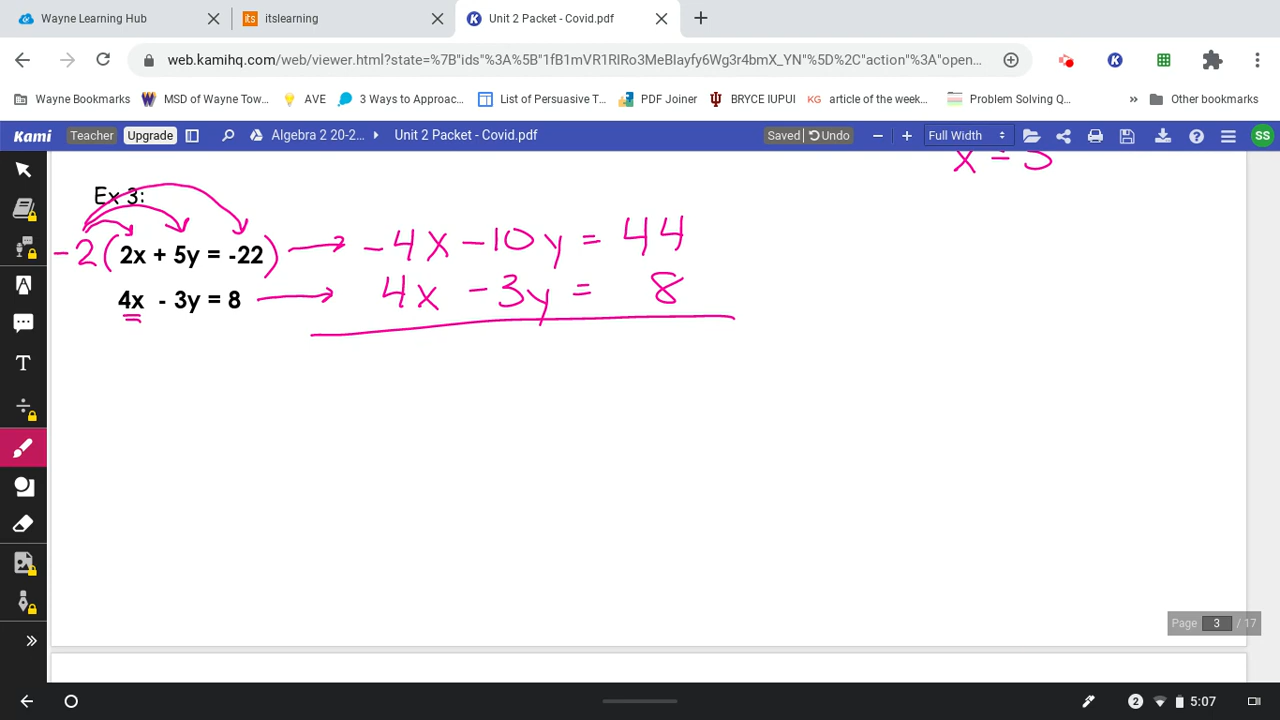 Wayne Learning Hub
itslearning
Unit 2 Packet - Covid.pdf
web.kamihq.com/web/viewer.html?state=%7B"ids"%3A%5B"1fB1mVR1RIRo3MeBIayfy6Wg3r4bmX_YN"%5D%2C"action"%3A"open...
Wayne Bookmarks
MSD of Wayne Tow...
AVE
3 Ways to Approac...
List of Persuasive T...
PDF Joiner
BRYCE IUPUI
KG article of the week...
Problem Solving Q...
» Other bookmarks
Kami Teacher Upgrade Algebra 2 20-2... Unit 2 Packet - Covid.pdf Saved Undo Full Width SS
Ex 3:
-2(2x + 5y = -22) → -4x - 10y = 44
4x - 3y = 8 → 4x - 3y = 8
Page 3 / 17
2 5:07